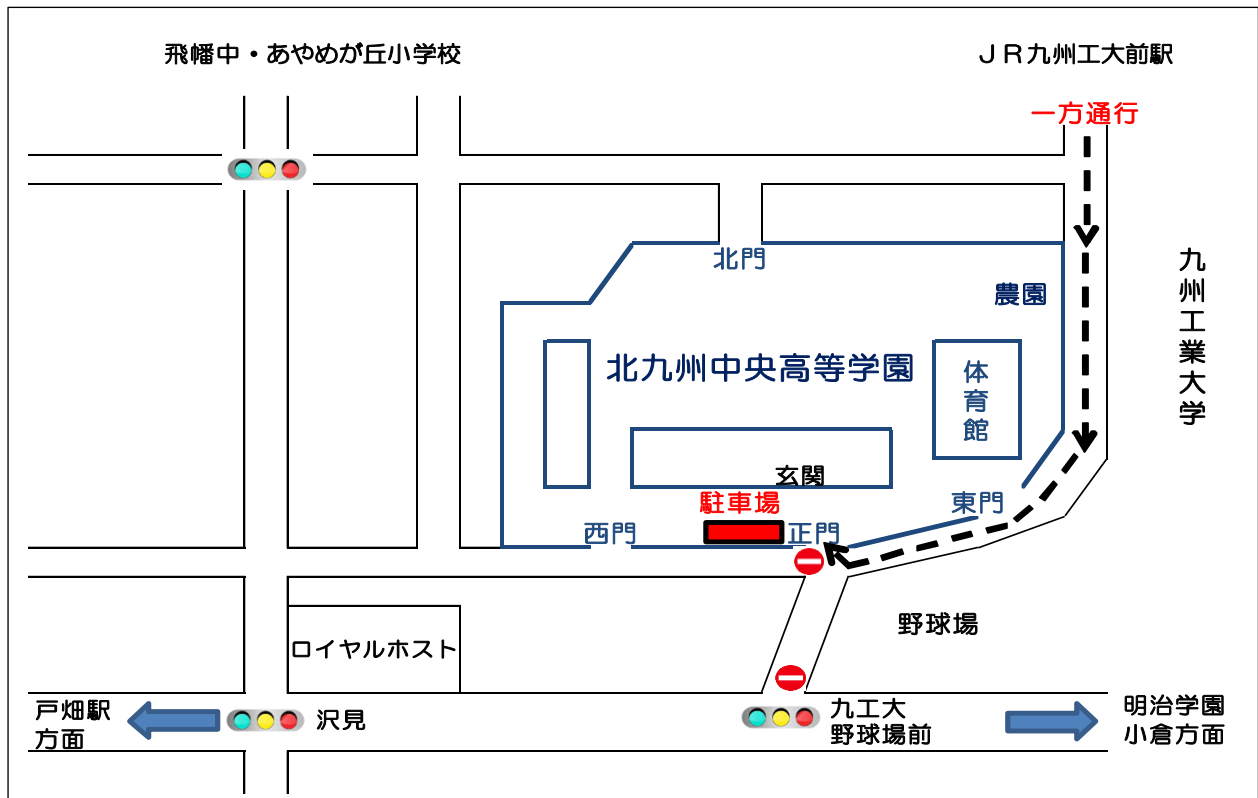 飛幡中・あやめが丘小学校
ＪＲ九州工大前駅
一方通行
北門
農園
九州工業大学
北九州中央高等学園
体育館
玄関
駐車場
東門
西門
正門
野球場
ロイヤルホスト
戸畑駅
方面
沢見
九工大
野球場前
明治学園
小倉方面